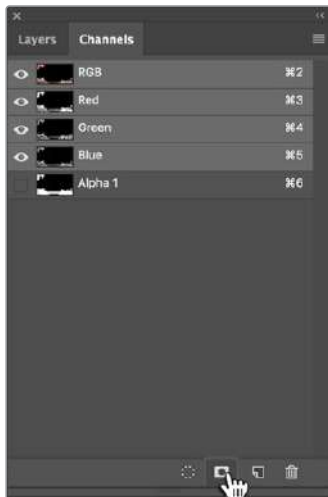 Layers Channels
RGB ⌘2
Red ⌘3
Green ⌘4
Blue ⌘5
Alpha 1 ⌘6